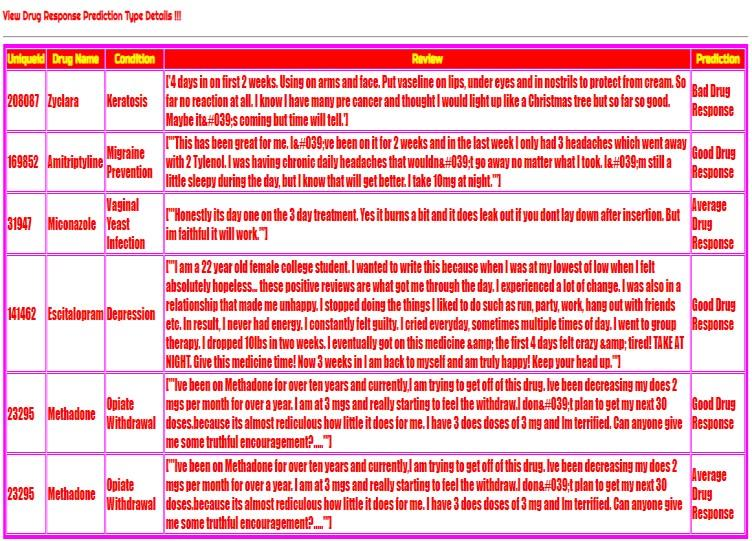 View Drug Response Prediction Type Details !!!
UniqueId Drug Name Condition Review Prediction
208087 Zyclara Keratosis ['4 days in on first 2 weeks. Using on arms and face. Put vaseline on lips, under eyes and in nostrils to protect from cream. So
far no reaction at all. I know I have many pre cancer and thought I would light up like a Christmas tree but so far so good.
Maybe it&#039;s coming but time will tell.'] Bad Drug
Response
169852 Amitriptyline Migraine
Prevention ['"This has been great for me. I&#039;ve been on it for 2 weeks and in the last week I only had 3 headaches which went away
with 2 Tylenol. I was having chronic daily headaches that wouldn&#039;t go away no matter what I took. I&#039;m still a
little sleepy during the day, but I know that will get better. I take 10mg at night."'] Good Drug
Response
31947 Miconazole Vaginal
Yeast
Infection ['"Honestly its day one on the 3 day treatment. Yes it burns a bit and it does leak out if you dont lay down after insertion. But
im faithful it will work."'] Average
Drug
Response
141462 Escitalopram Depression ['"I am a 22 year old female college student. I wanted to write this because when I was at my lowest of low when I felt
absolutely hopeless... these positive reviews are what got me through the day. I experienced a lot of change. I was also in a
relationship that made me unhappy. I stopped doing the things I liked to do such as run, party, work, hang out with friends
etc. In result, I never had energy. I constantly felt guilty. I cried everyday, sometimes multiple times of day. I went to group
therapy. I dropped 10lbs in two weeks. I eventually got on this medicine &amp; the first 4 days felt crazy &amp; tired! TAKE AT
NIGHT. Give this medicine time! Now 3 weeks in I am back to myself and am truly happy! Keep your head up."'] Good Drug
Response
23295 Methadone Opiate
Withdrawal ['"Ive been on Methadone for over ten years and currently,I am trying to get off of this drug. Ive been decreasing my does 2
mgs per month for over a year. I am at 3 mgs and really starting to feel the withdraw.I don&#039;t plan to get my next 30
doses.because its almost rediculous how little it does for me. I have 3 does doses of 3 mg and Im terrified. Can anyone give
me some truthful encouragement?....."'] Good Drug
Response
23295 Methadone Opiate
Withdrawal ['"Ive been on Methadone for over ten years and currently,I am trying to get off of this drug. Ive been decreasing my does 2
mgs per month for over a year. I am at 3 mgs and really starting to feel the withdraw.I don&#039;t plan to get my next 30
doses.because its almost rediculous how little it does for me. I have 3 does doses of 3 mg and Im terrified. Can anyone give
me some truthful encouragement?....."'] Average
Drug
Response